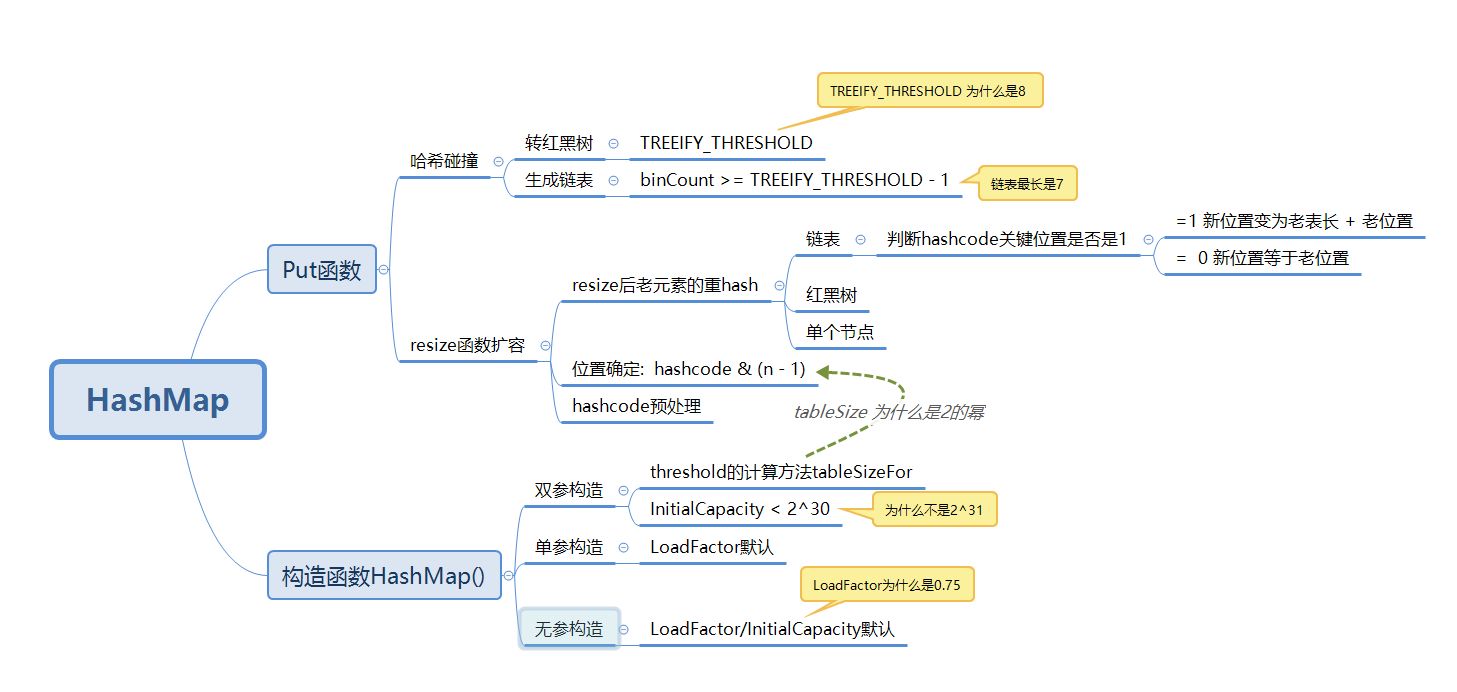 TREEIFY_THRESHOLD 为什么是8
转红黑树
TREEIFY_THRESHOLD
哈希碰撞
生成链表
binCount >= TREEIFY_THRESHOLD - 1
链表最长是7
=1 新位置变为老表长 + 老位置
链表
判断hashcode关键位置是否是1
= 0 新位置等于老位置
Put函数
resize后老元素的重hash
红黑树
单个节点
resize函数扩容
位置确定: hashcode & (n - 1)
hashcode预处理
HashMap
tableSize 为什么是2的幂
threshold的计算方法tableSizeFor
双参构造
InitialCapacity < 2^30
为什么不是2^31
单参构造
LoadFactor默认
构造函数HashMap()
LoadFactor为什么是0.75
无参构造
LoadFactor/InitialCapacity默认